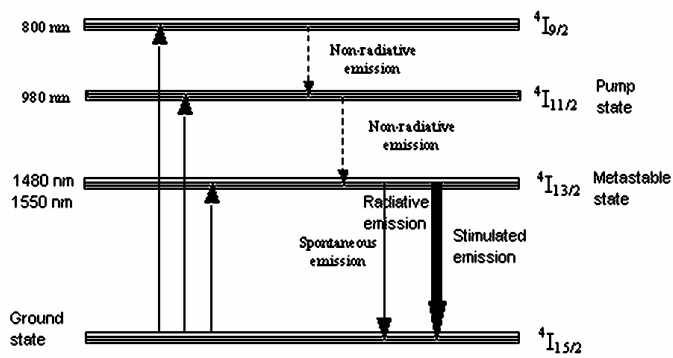 800 nm
⁴I9/2
Non-radiative
emission
980 nm
⁴I11/2
Pump
state
Non-radiative
emission
1480 nm
1550 nm
⁴I13/2
Metastable
state
Radiative
emission
Spontaneous
emission
Stimulated
emission
Ground
state
⁴I15/2